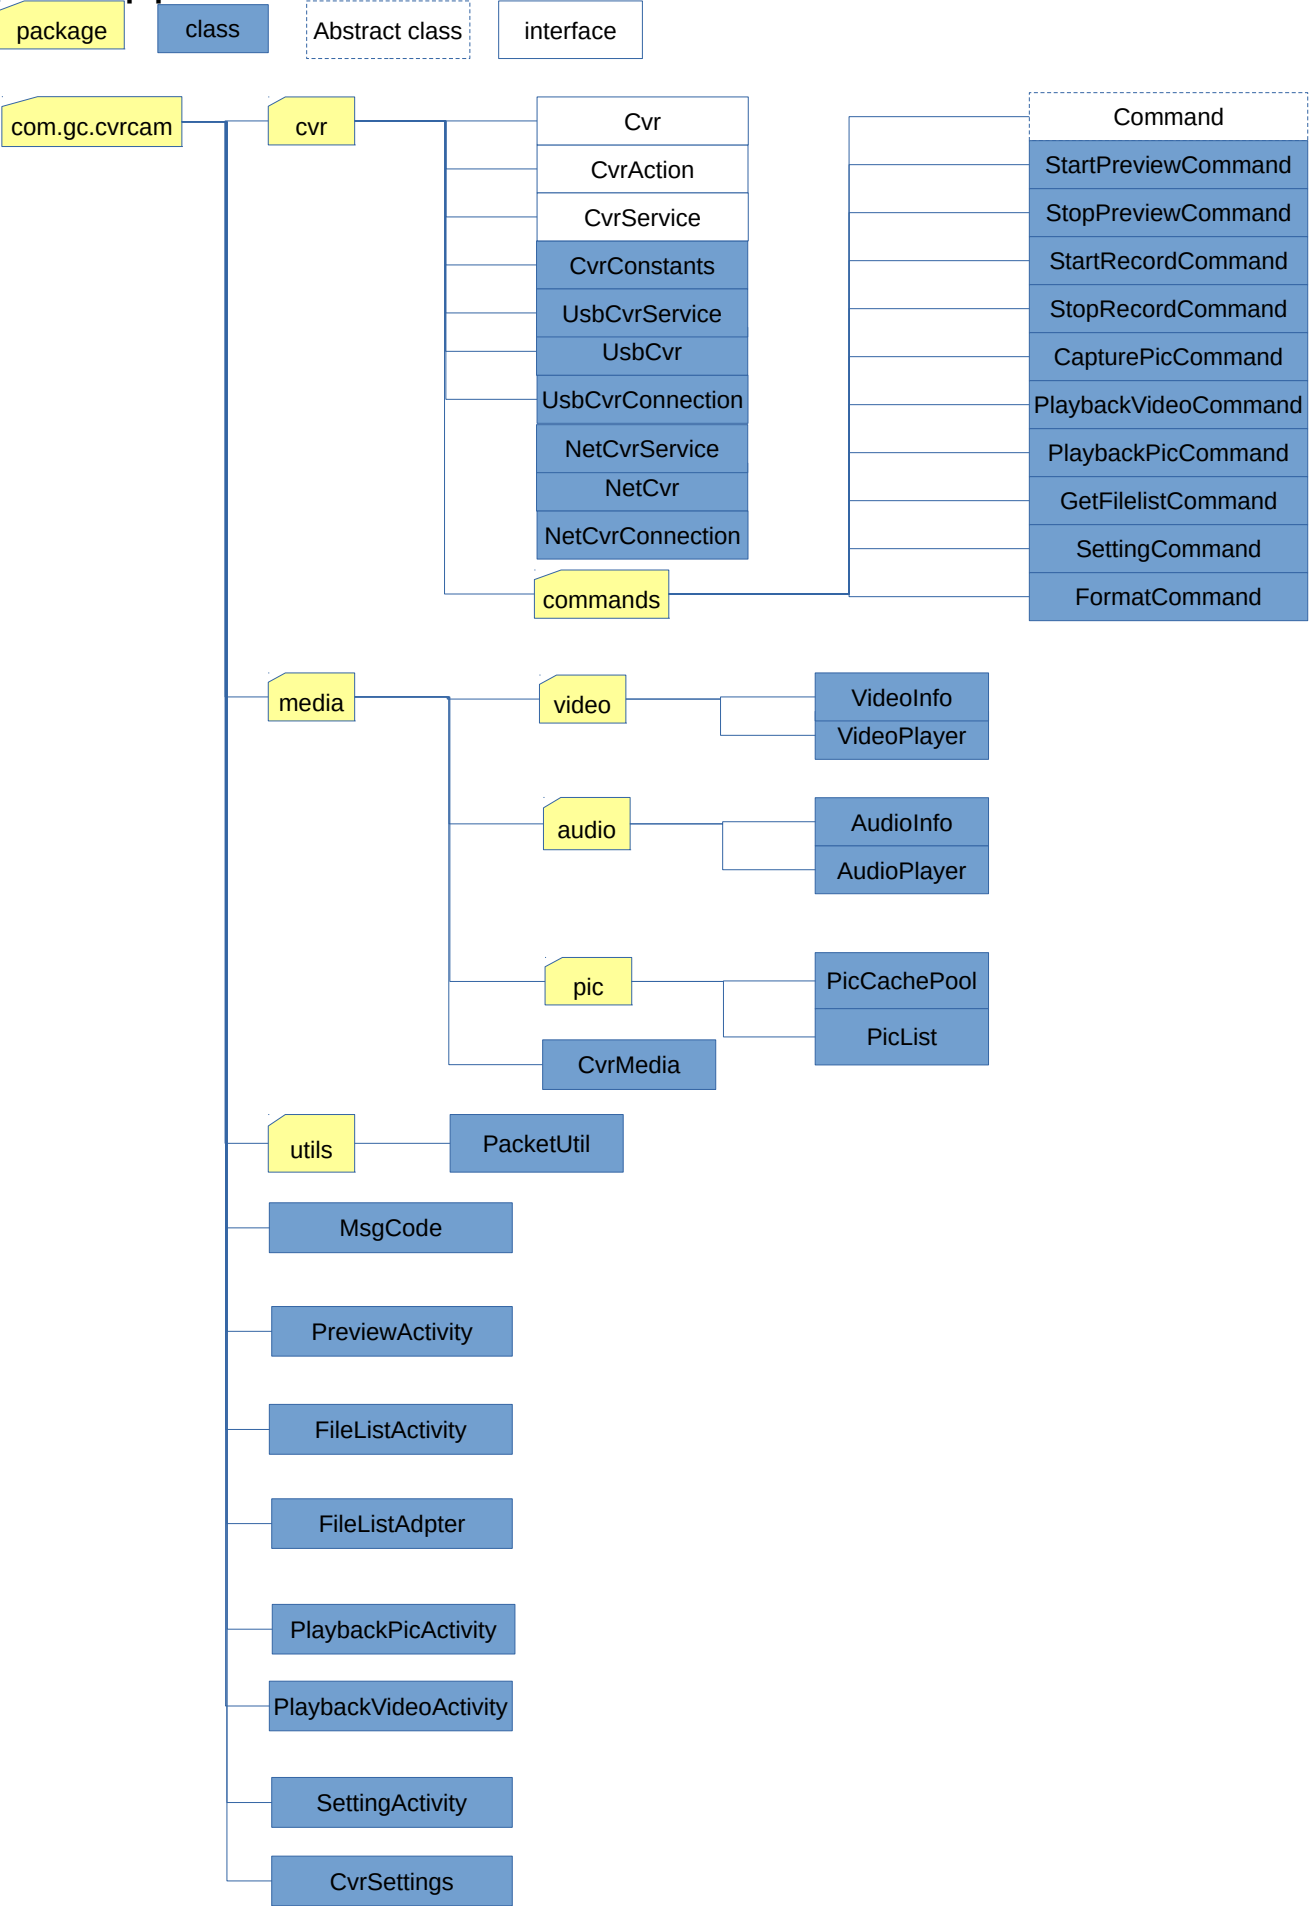 package
class
Abstract class
interface
com.gc.cvrcam
cvr
Cvr
CvrAction
CvrService
CvrConstants
UsbCvrService
UsbCvr
UsbCvrConnection
NetCvrService
NetCvr
NetCvrConnection
commands
Command
StartPreviewCommand
StopPreviewCommand
StartRecordCommand
StopRecordCommand
CapturePicCommand
PlaybackVideoCommand
PlaybackPicCommand
GetFilelistCommand
SettingCommand
FormatCommand
media
video
VideoInfo
VideoPlayer
audio
AudioInfo
AudioPlayer
pic
PicCachePool
PicList
CvrMedia
utils
PacketUtil
MsgCode
PreviewActivity
FileListActivity
FileListAdpter
PlaybackPicActivity
PlaybackVideoActivity
SettingActivity
CvrSettings